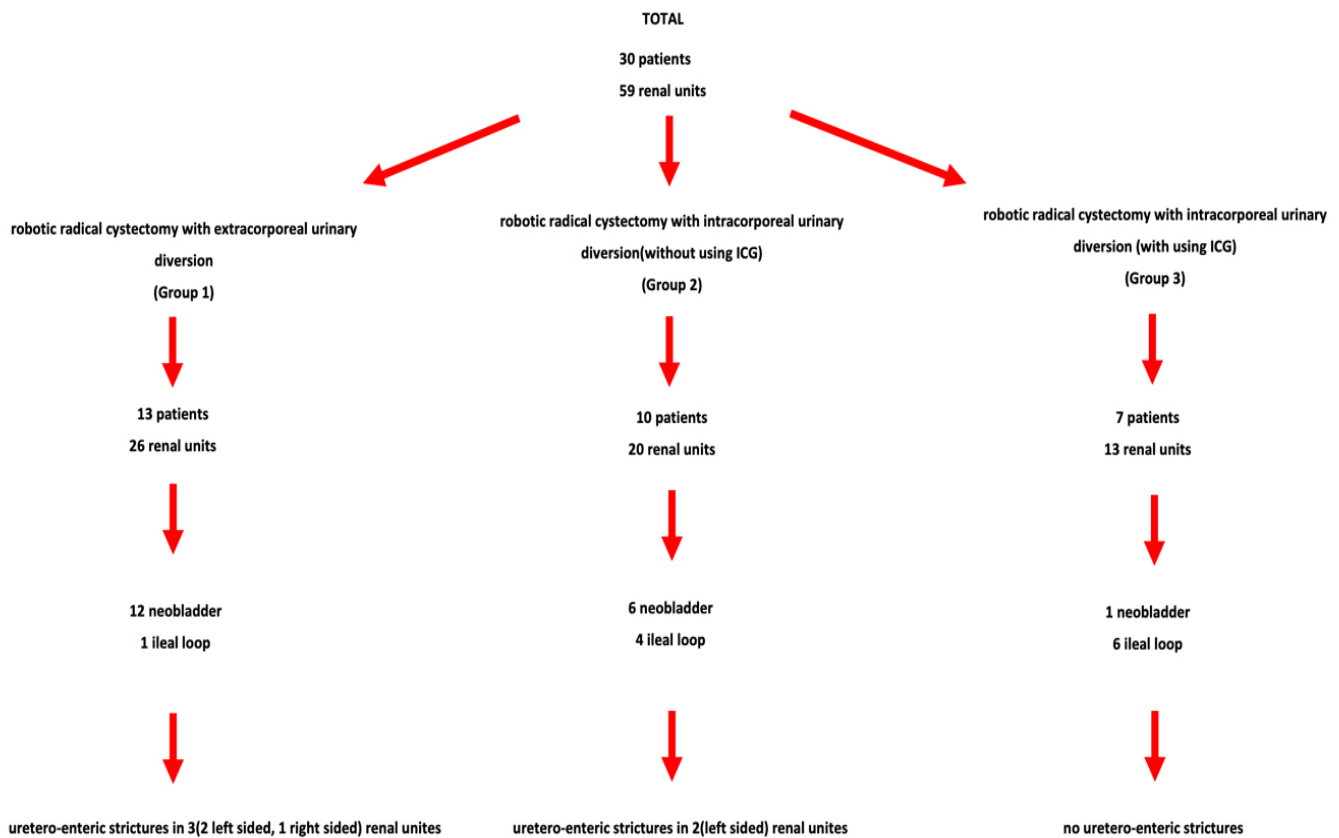 TOTAL
30 patients
59 renal units
robotic radical cystectomy with extracorporeal urinary
diversion
(Group 1)
13 patients
26 renal units
12 neobladder
1 ileal loop
uretero-enteric strictures in 3(2 left sided, 1 right sided) renal unites
robotic radical cystectomy with intracorporeal urinary
diversion(without using ICG)
(Group 2)
10 patients
20 renal units
6 neobladder
4 ileal loop
uretero-enteric strictures in 2(left sided) renal unites
robotic radical cystectomy with intracorporeal urinary
diversion (with using ICG)
(Group 3)
7 patients
13 renal units
1 neobladder
6 ileal loop
no uretero-enteric strictures